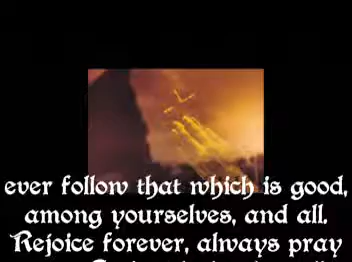 ever follow that which is good,
among yourselves, and all.
Rejoice forever, always pray